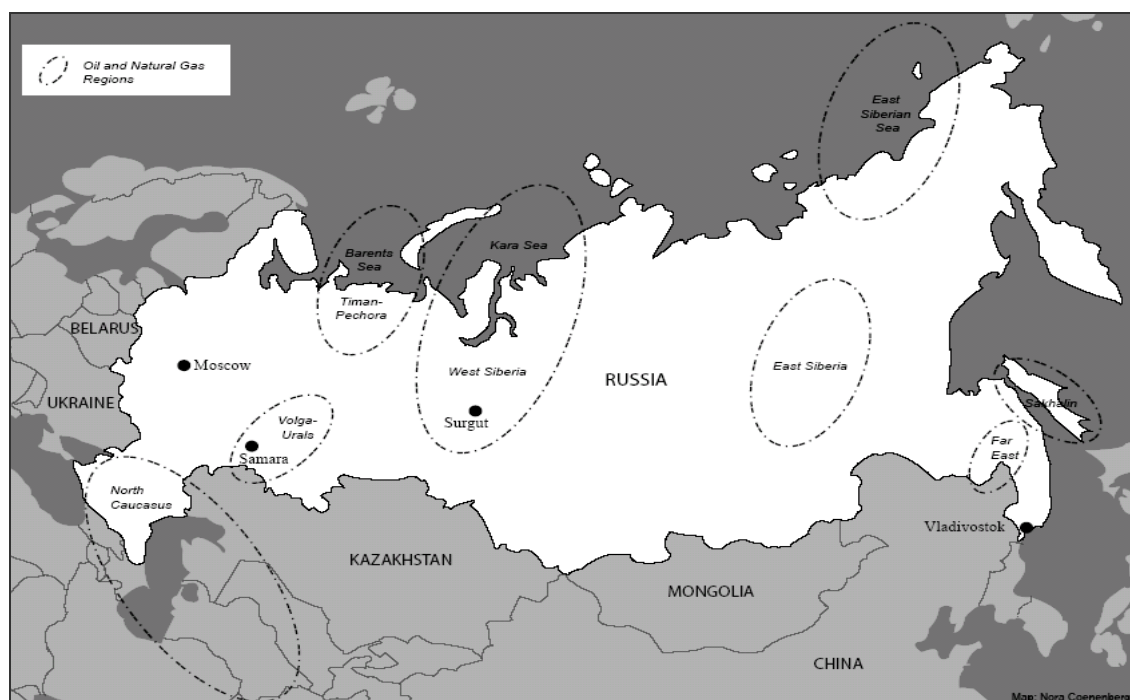 Oil and Natural Gas
Regions
East
Siberian
Sea
Kara Sea
Barents
Sea
Timan-
Pechora
BELARUS
Moscow
West Siberia
RUSSIA
East Siberia
UKRAINE
Surgut
Sakhalin
Volga-
Urals
Samara
Far
East
North
Caucasus
Vladivostok
KAZAKHSTAN
MONGOLIA
CHINA
Map: Nora Coenenberg